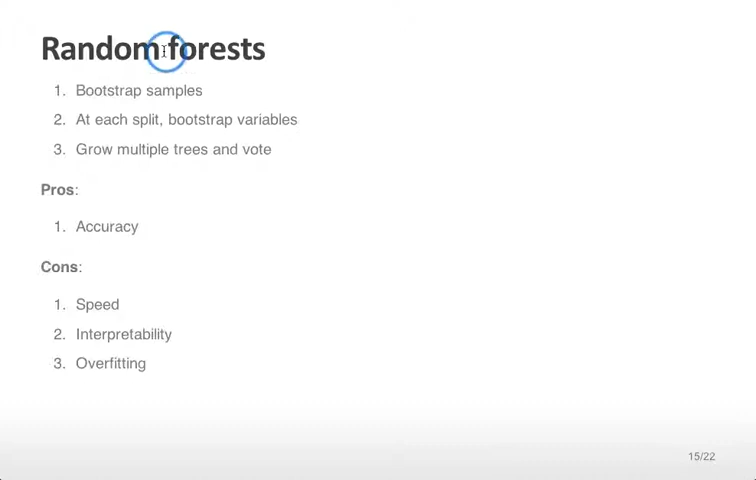 Random forests
1. Bootstrap samples
2. At each split, bootstrap variables
3. Grow multiple trees and vote
Pros:
1. Accuracy
Cons:
1. Speed
2. Interpretability
3. Overfitting
15/22